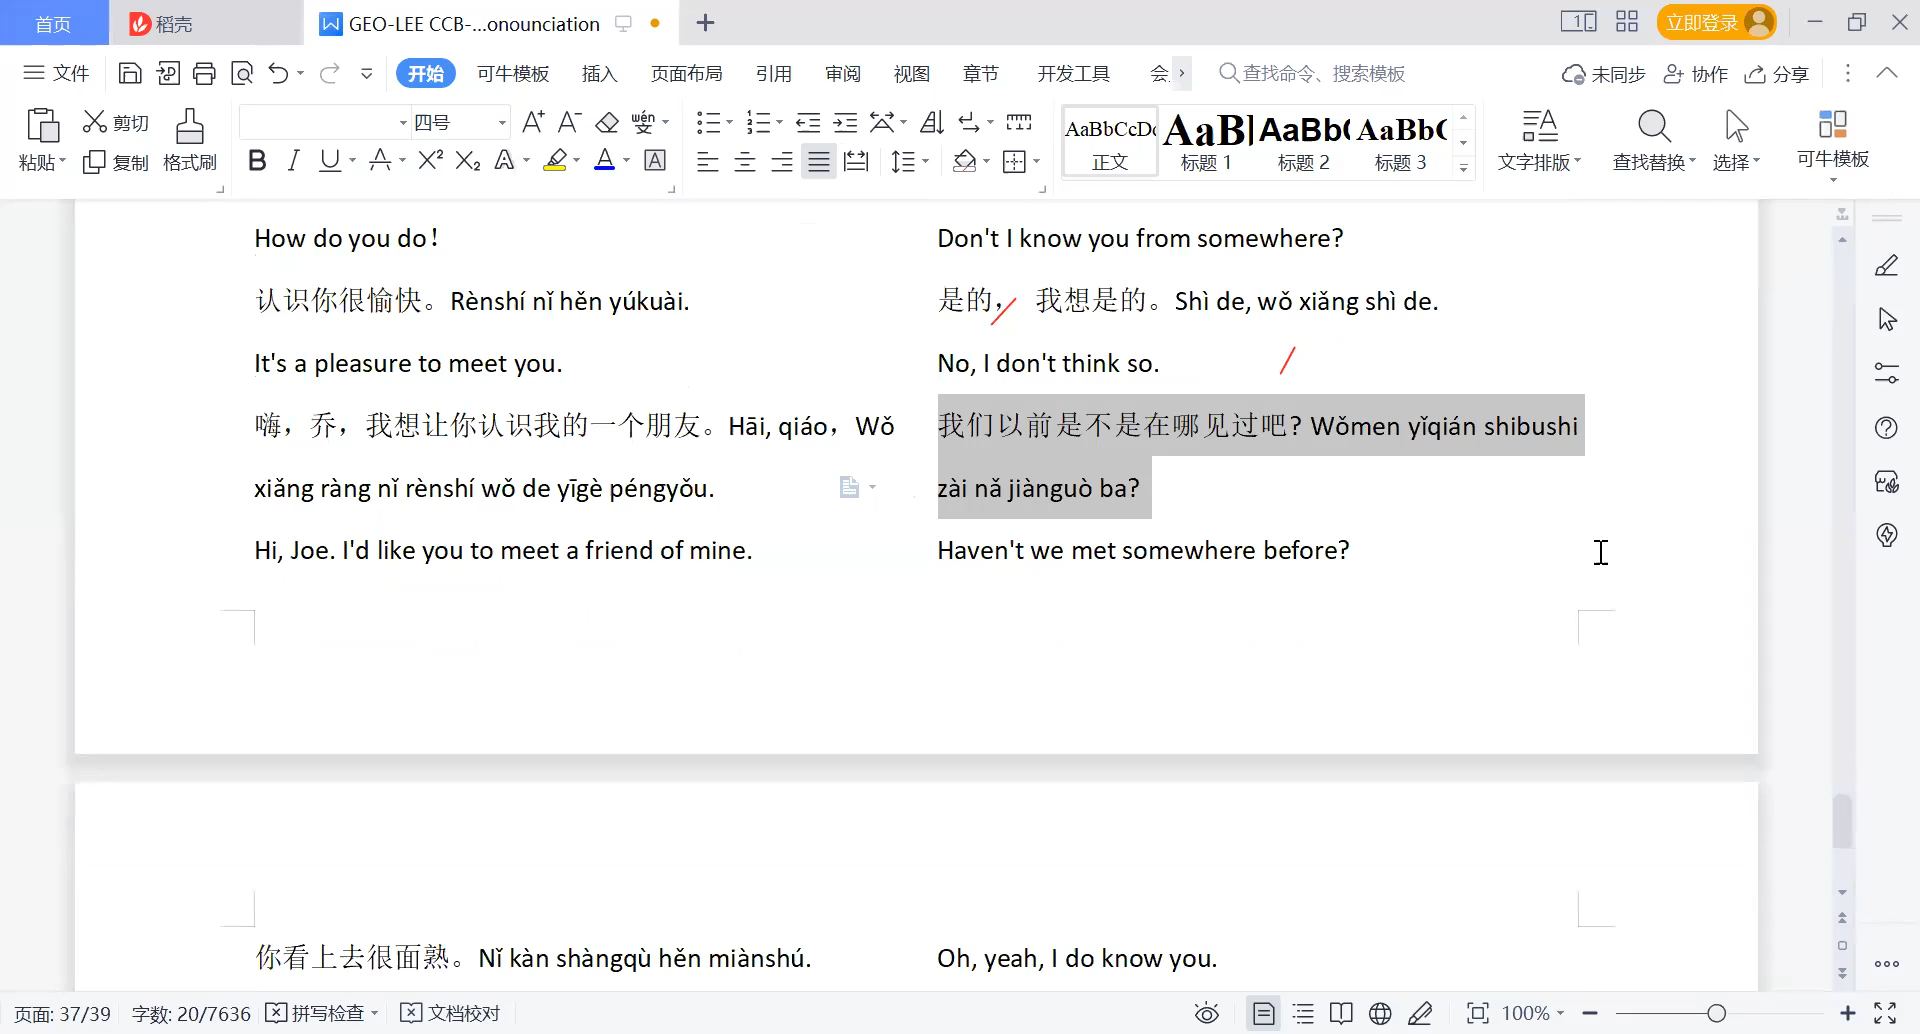 首页 稻壳 GEO-LEE CCB-...onounciation 立即登录
文件 开始 可牛模板 插入 页面布局 引用 审阅 视图 章节 开发工具 会 查找命令、搜索模板 未同步 协作 分享
粘贴 剪切 复制 格式刷 四号 AaBbCcDc 正文 AaBl 标题 1 AaBb( 标题 2 AaBb( 标题 3 文字排版 查找替换 选择 可牛模板
How do you do！
认识你很愉快。Rènshí nǐ hěn yúkuài.
It's a pleasure to meet you.
嗨，乔，我想让你认识我的一个朋友。Hāi, qiáo，Wǒ
xiǎng ràng nǐ rènshí wǒ de yīgè péngyǒu.
Hi, Joe. I'd like you to meet a friend of mine.
Don't I know you from somewhere?
是的， 我想是的。Shì de, wǒ xiǎng shì de.
No, I don't think so.
我们以前是不是在哪见过吧? Wǒmen yǐqián shibushi
zài nǎ jiànguò ba?
Haven't we met somewhere before?
你看上去很面熟。Nǐ kàn shàngqù hěn miànshú.
Oh, yeah, I do know you.
页面: 37/39 字数: 20/7636 拼写检查 文档校对 100%